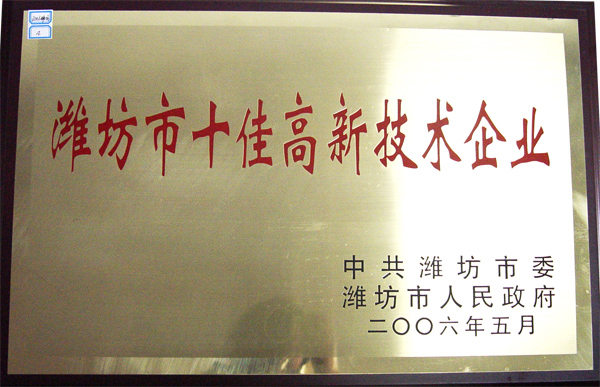 潍坊市十佳高新技术企业
中共潍坊市委
潍坊市人民政府
二〇〇六年五月